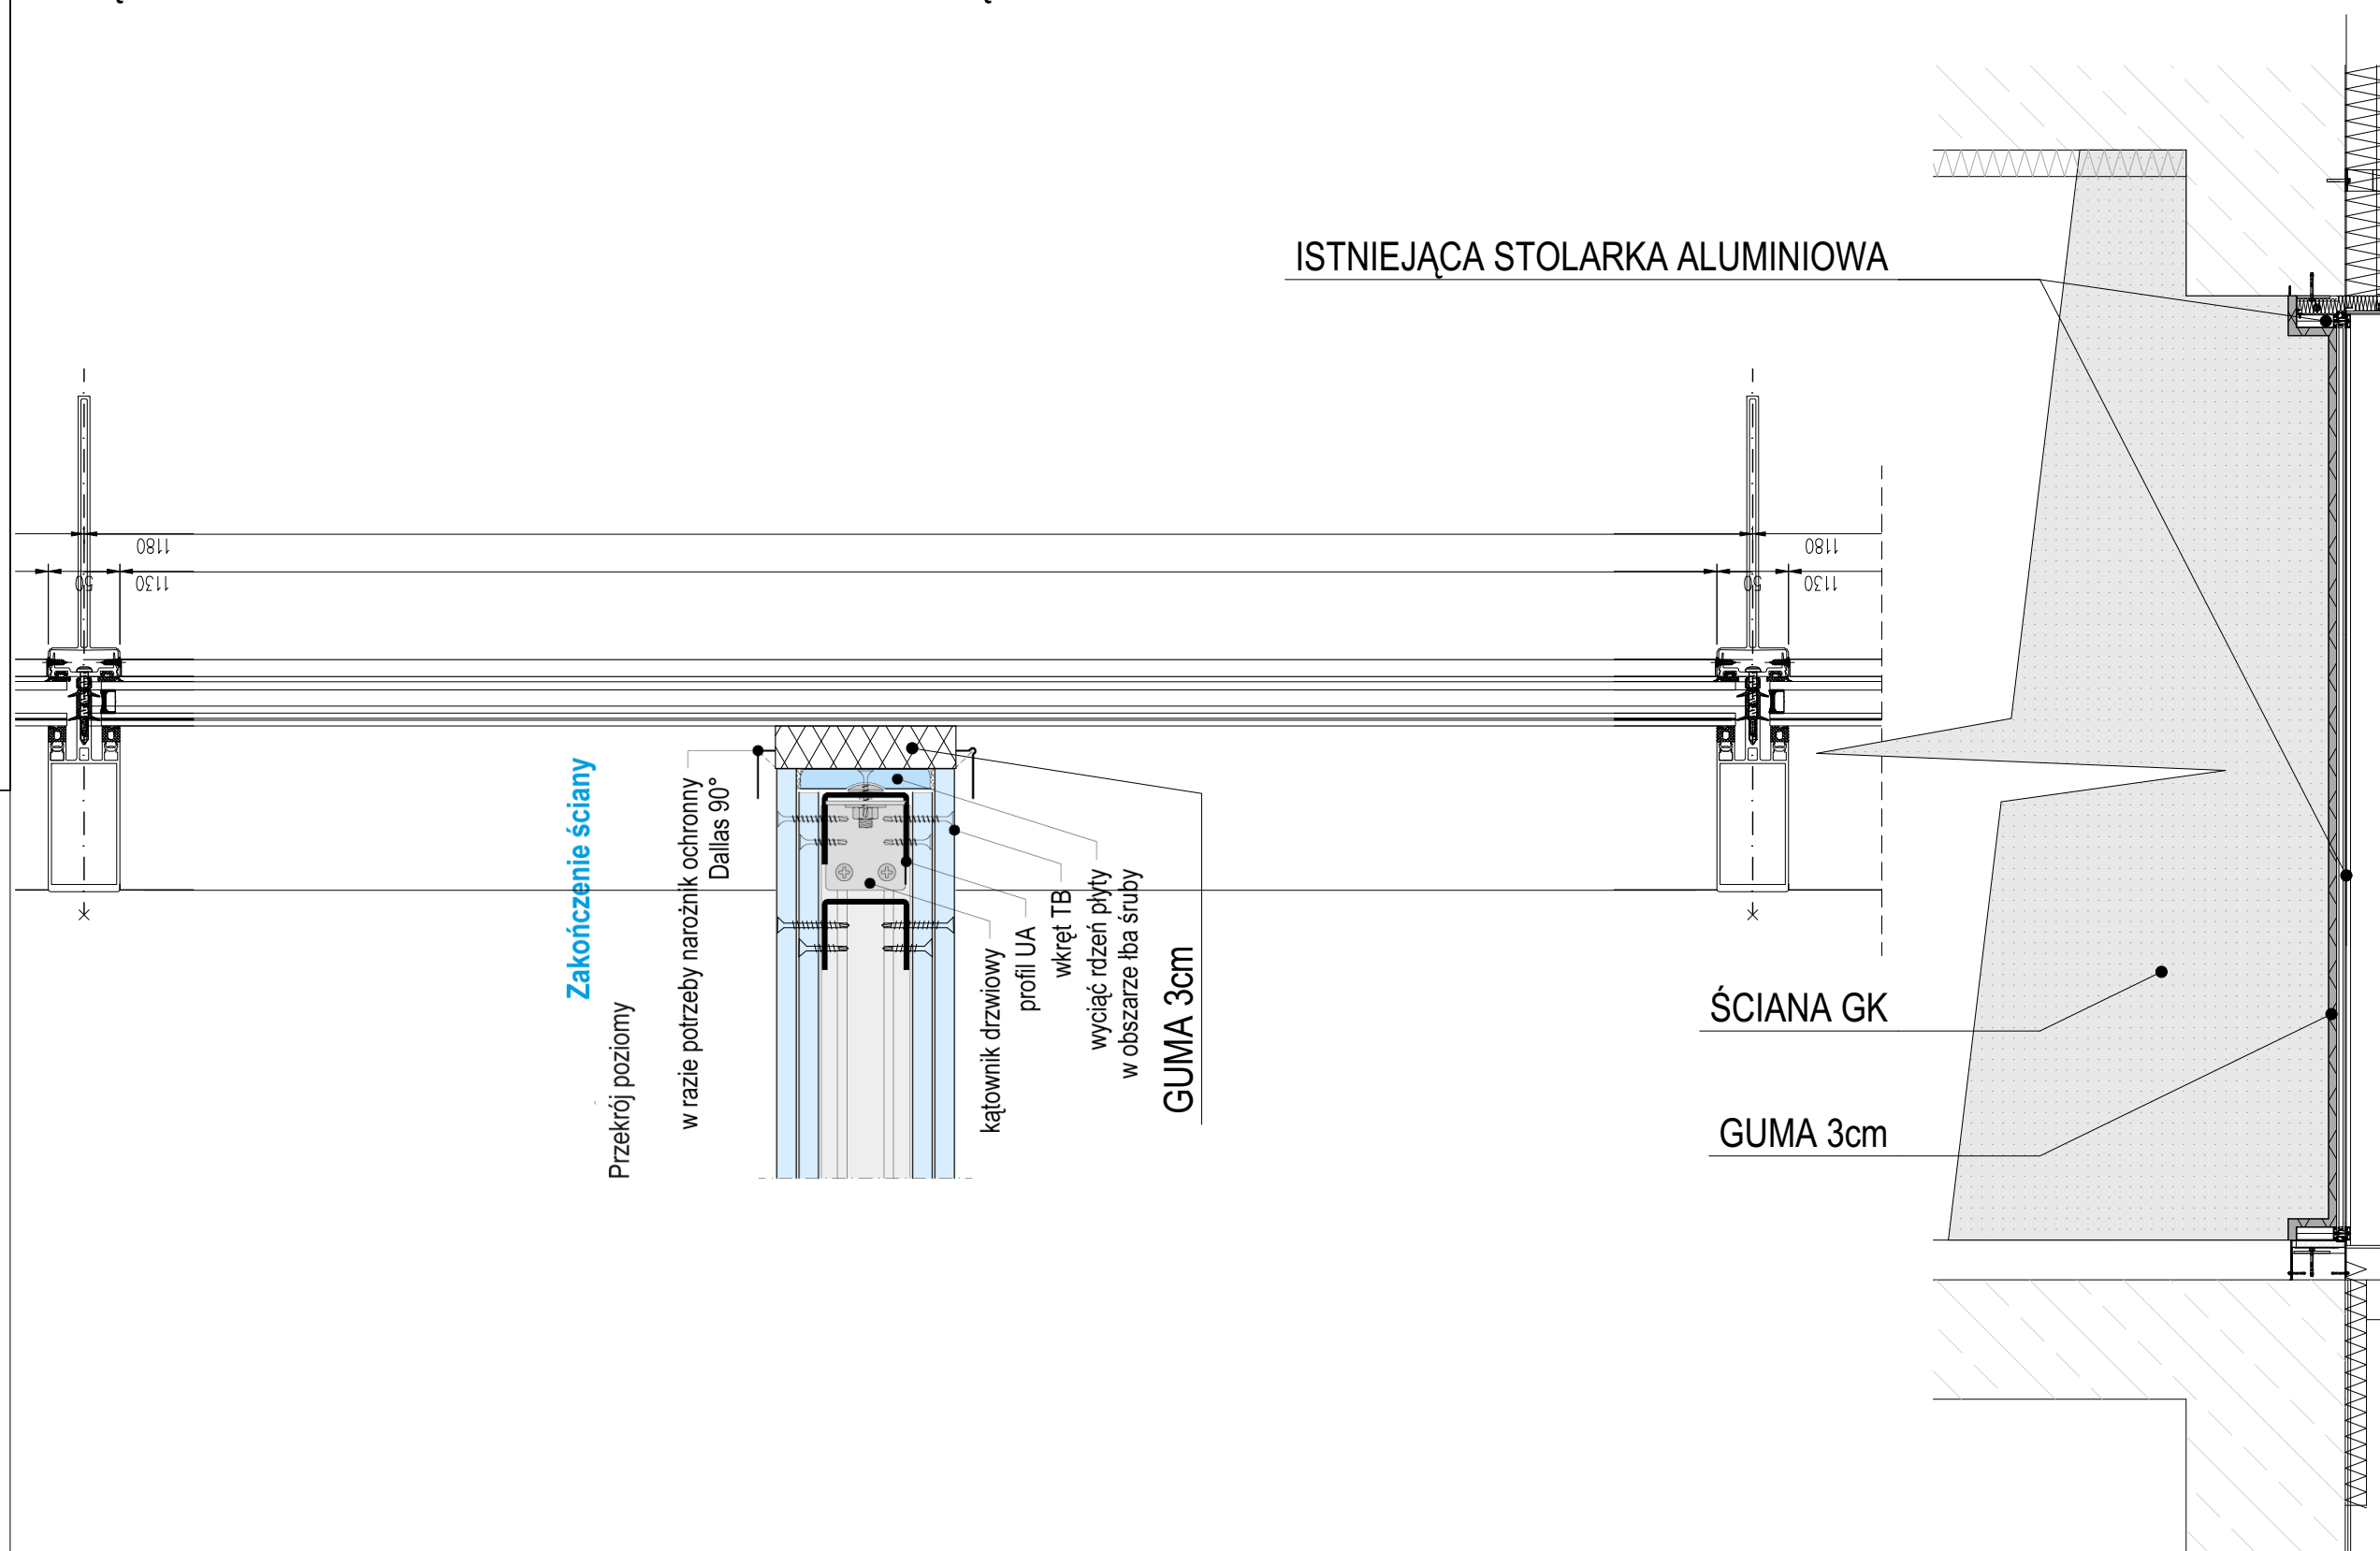 ISTNIEJĄCA STOLARKA ALUMINIOWA
1180
1180
50
1130
50
1130
Zakończenie ściany
Przekrój poziomy
w razie potrzeby narożnik ochronny
Dallas 90°
kątownik drzwiowy
profil UA
wkręt TB
wyciąć rdzeń płyty
w obszarze łba śruby
GUMA 3cm
ŚCIANA GK
GUMA 3cm